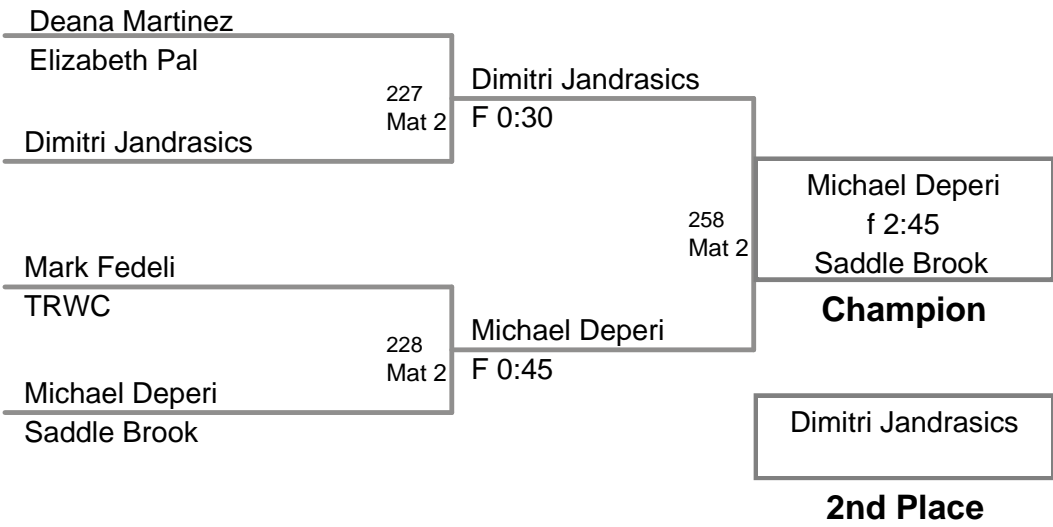 Deana Martinez
Elizabeth Pal
227
Mat 2
Dimitri Jandrasics
Dimitri Jandrasics
F 0:30
Mark Fedeli
TRWC
228
Mat 2
Michael Deperi
Saddle Brook
Michael Deperi
F 0:45
258
Mat 2
Michael Deperi
f 2:45
Saddle Brook
Champion
Dimitri Jandrasics
2nd Place